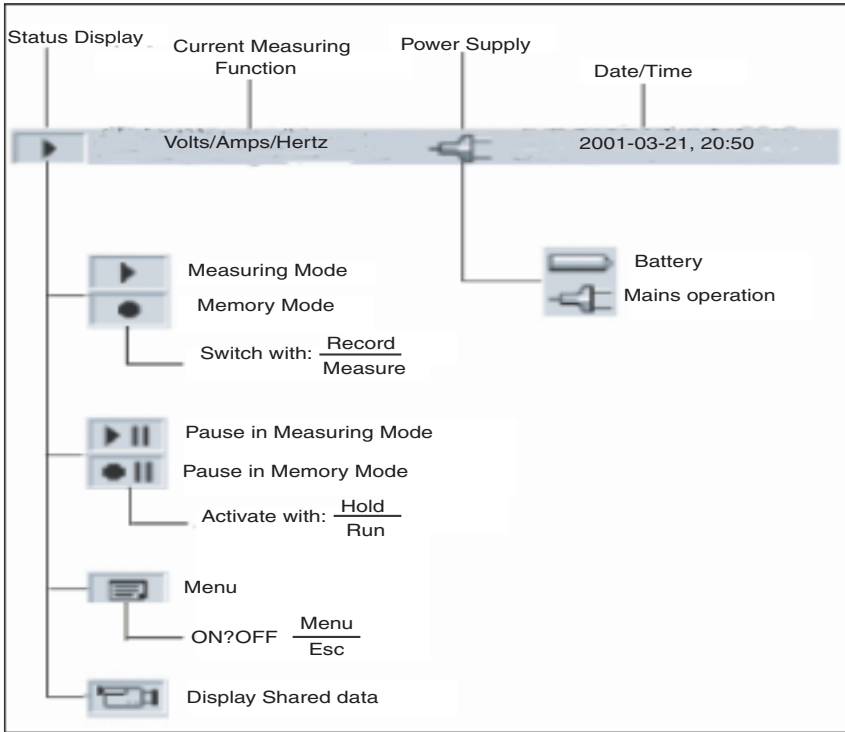 Status Display
Current Measuring
Function
Power Supply
Date/Time
Volts/Amps/Hertz
2001-03-21, 20:50
Measuring Mode
Memory Mode
Switch with: Record
Measure
Battery
Mains operation
Pause in Measuring Mode
Pause in Memory Mode
Activate with: Hold
Run
Menu
ON?OFF Menu
Esc
Display Shared data